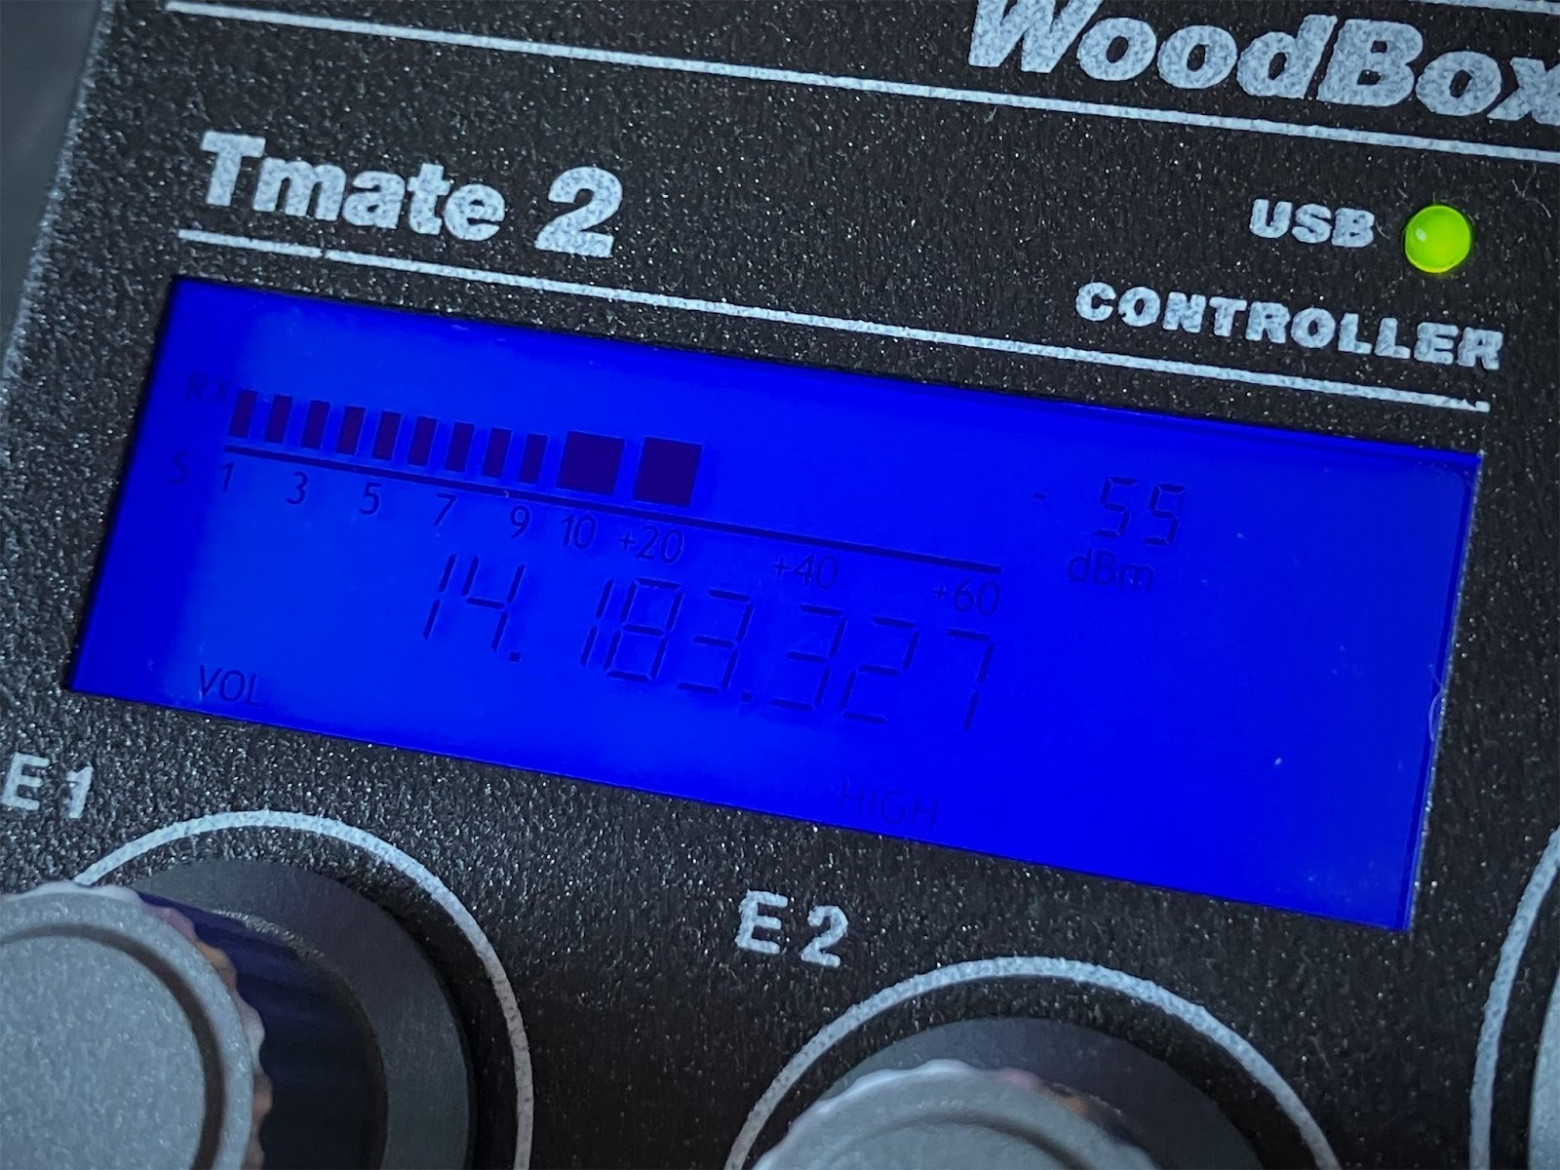 WoodBox
Tmate 2
USB
CONTROLLER
RX
S 1 3 5 7 9 10 +20 +40 +60
- 55
dBm
14.183.327
VOL
HIGH
E1
E2